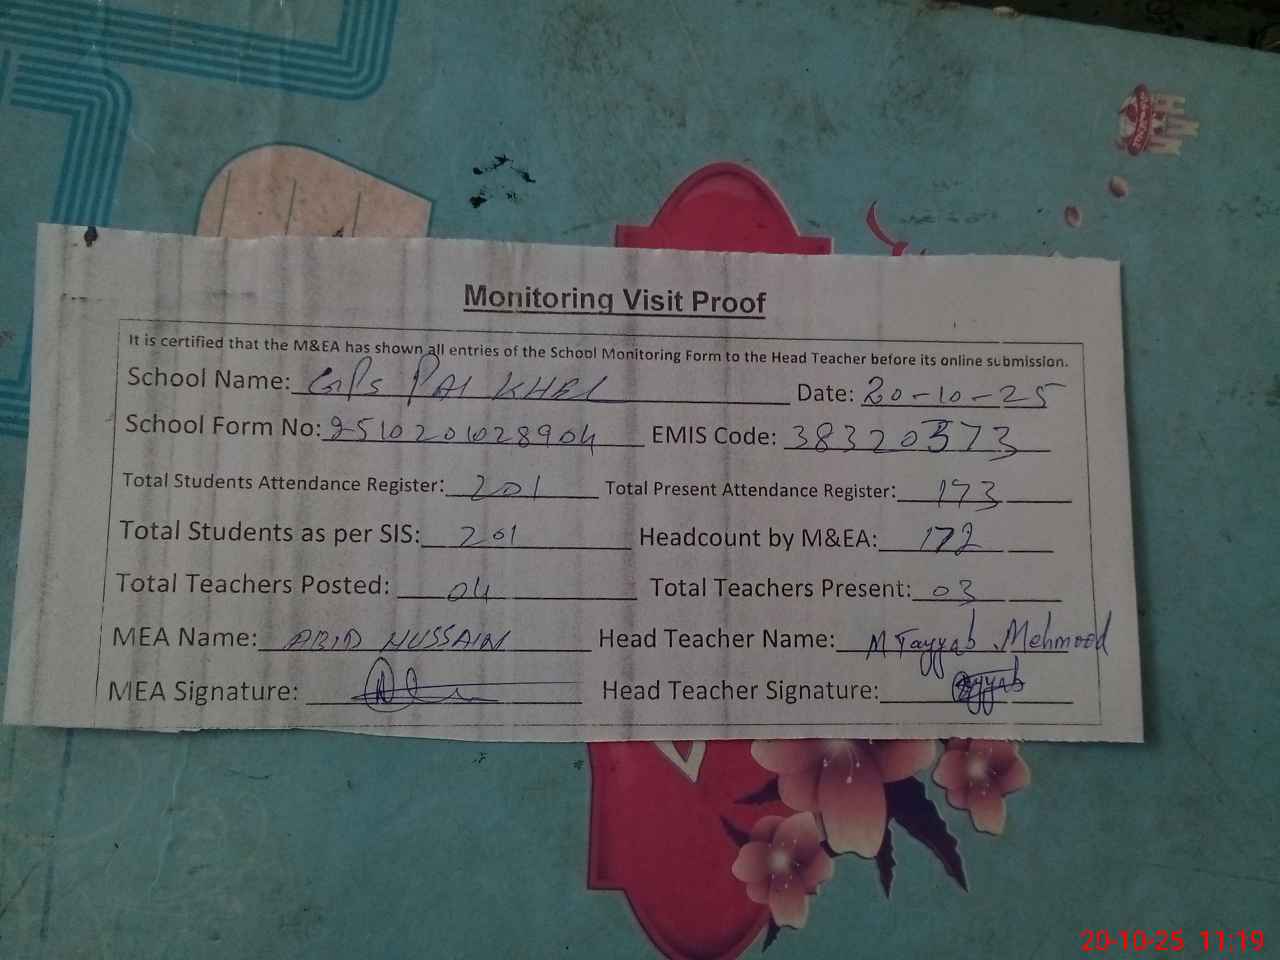 Monitoring Visit Proof
It is certified that the M&EA has shown all entries of the School Monitoring Form to the Head Teacher before its online submission.
School Name: GPS PAI KHEL Date: 20-10-25
School Form No: 2510201028904 EMIS Code: 38320573
Total Students Attendance Register: 201 Total Present Attendance Register: 173
Total Students as per SIS: 201 Headcount by M&EA: 172
Total Teachers Posted: 04 Total Teachers Present: 03
MEA Name: ABID HUSSAIN Head Teacher Name: M Tayyab Mehmood
MEA Signature: Head Teacher Signature:
20-10-25 11:19